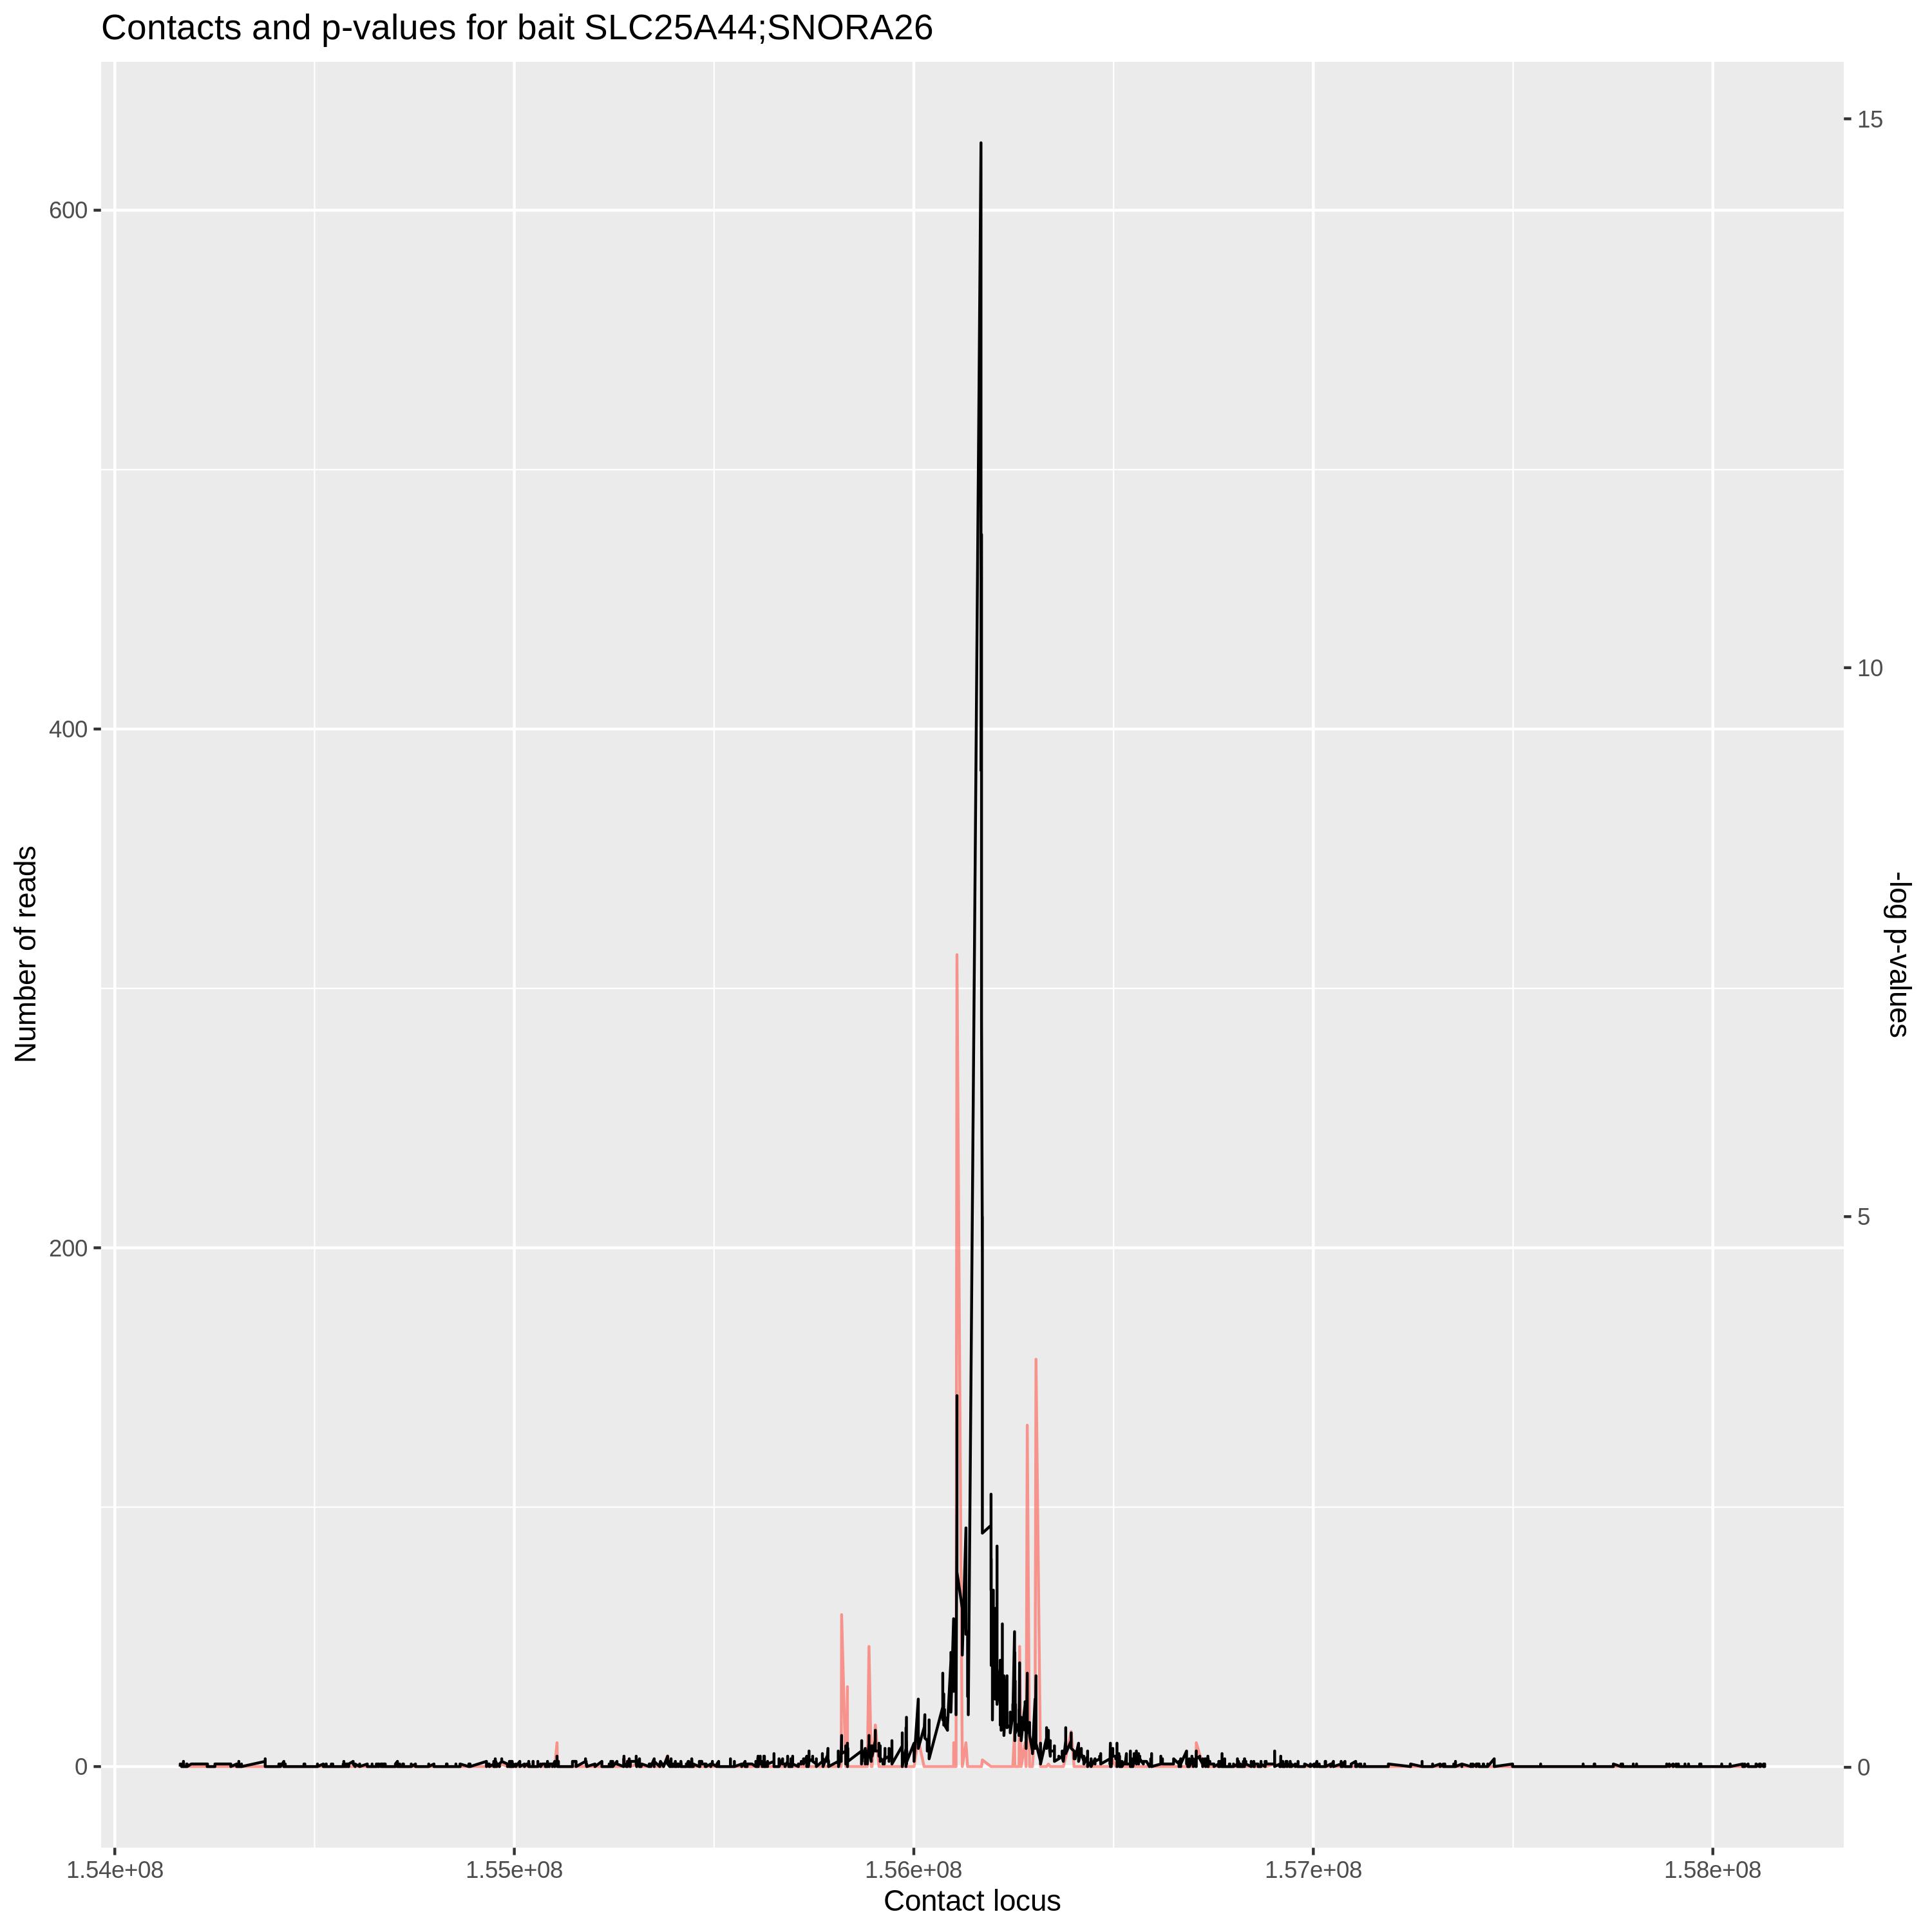 Contacts and p-values for bait SLC25A44;SNORA26
15
600
10
400
Number of reads
-log p-values
5
200
0
0
1.54e+08
1.55e+08
1.56e+08
1.57e+08
1.58e+08
Contact locus